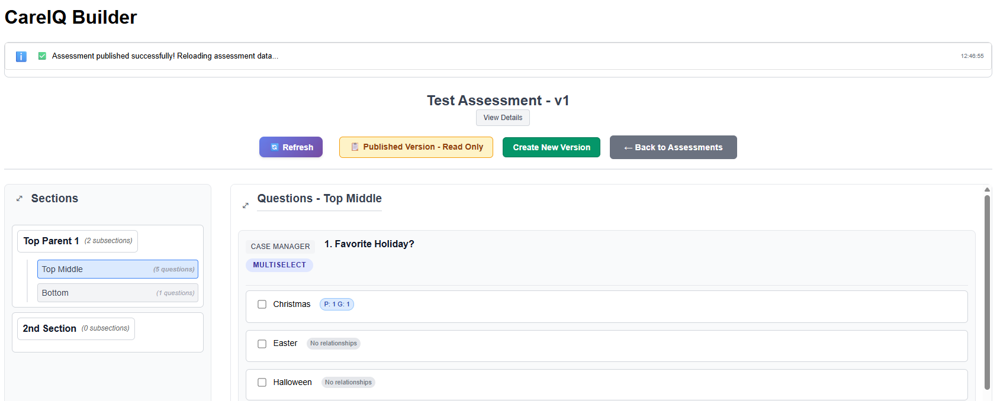 CareIQ Builder
Assessment published successfully! Reloading assessment data...
12:46:55
Test Assessment - v1
View Details
Refresh
Published Version - Read Only
Create New Version
← Back to Assessments
Sections
Top Parent 1 (2 subsections)
Top Middle (5 questions)
Bottom (1 questions)
2nd Section (0 subsections)
Questions - Top Middle
CASE MANAGER 1. Favorite Holiday?
MULTISELECT
Christmas P: 1 G: 1
Easter No relationships
Halloween No relationships